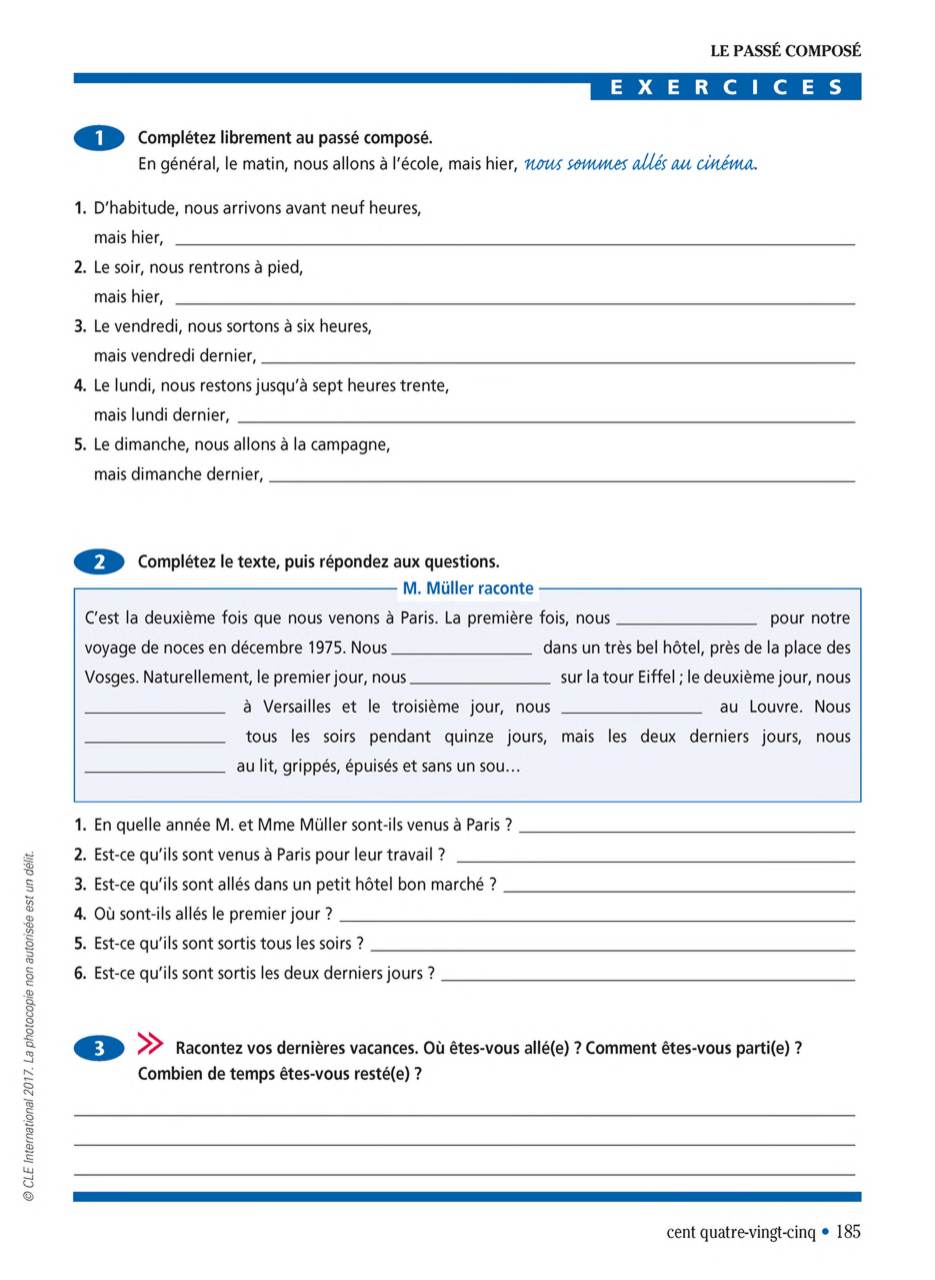 LE PASSÉ COMPOSÉ
EXERCICES
1 Complétez librement au passé composé.
En général, le matin, nous allons à l’école, mais hier, nous sommes allés au cinéma.
1. D’habitude, nous arrivons avant neuf heures,
mais hier,
2. Le soir, nous rentrons à pied,
mais hier,
3. Le vendredi, nous sortons à six heures,
mais vendredi dernier,
4. Le lundi, nous restons jusqu’à sept heures trente,
mais lundi dernier,
5. Le dimanche, nous allons à la campagne,
mais dimanche dernier,
2 Complétez le texte, puis répondez aux questions.
M. Müller raconte
C’est la deuxième fois que nous venons à Paris. La première fois, nous ______ pour notre
voyage de noces en décembre 1975. Nous ______ dans un très bel hôtel, près de la place des
Vosges. Naturellement, le premier jour, nous ______ sur la tour Eiffel ; le deuxième jour, nous
______ à Versailles et le troisième jour, nous ______ au Louvre. Nous
______ tous les soirs pendant quinze jours, mais les deux derniers jours, nous
______ au lit, grippés, épuisés et sans un sou…
1. En quelle année M. et Mme Müller sont-ils venus à Paris ?
2. Est-ce qu’ils sont venus à Paris pour leur travail ?
3. Est-ce qu’ils sont allés dans un petit hôtel bon marché ?
4. Où sont-ils allés le premier jour ?
5. Est-ce qu’ils sont sortis tous les soirs ?
6. Est-ce qu’ils sont sortis les deux derniers jours ?
3 Racontez vos dernières vacances. Où êtes-vous allé(e) ? Comment êtes-vous parti(e) ?
Combien de temps êtes-vous resté(e) ?
© CLE International 2017. La photocopie non autorisée est un délit.
cent quatre-vingt-cinq • 185